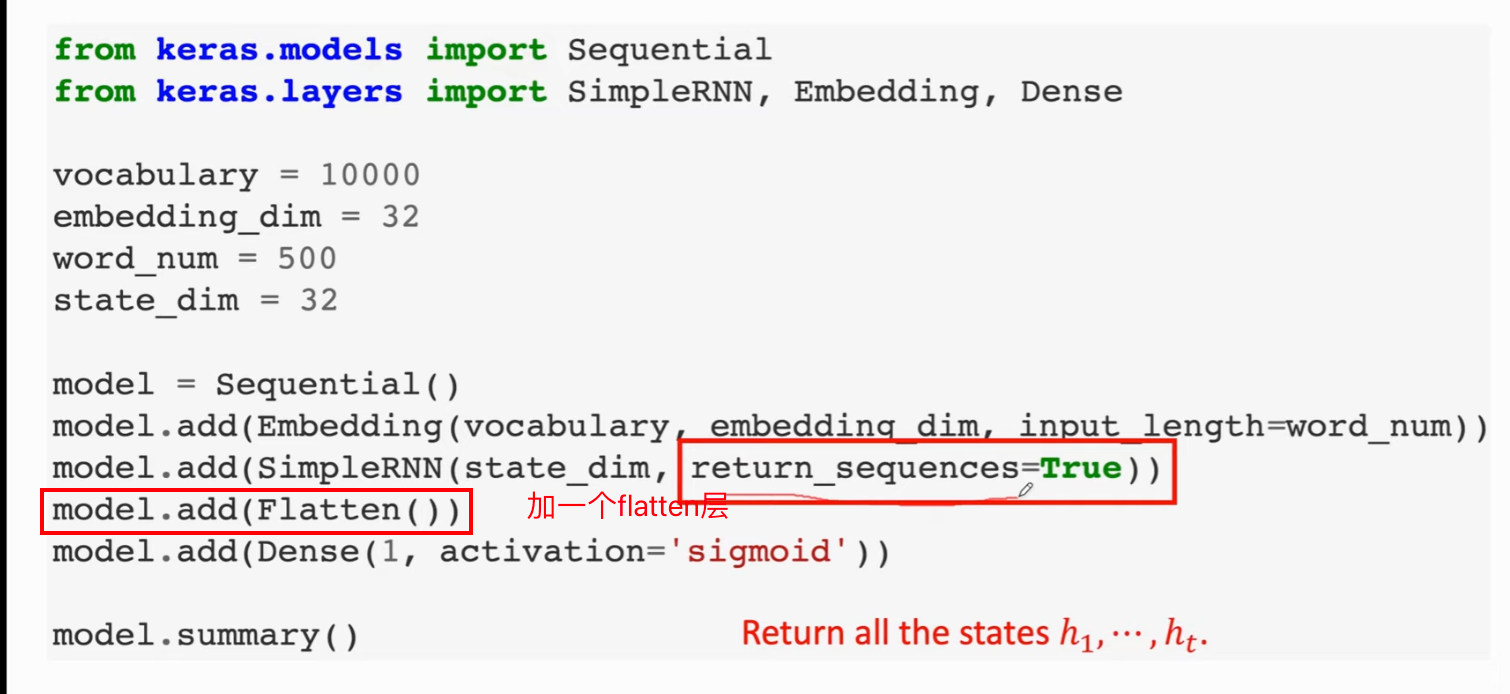 from keras.models import Sequential
from keras.layers import SimpleRNN, Embedding, Dense
vocabulary = 10000
embedding_dim = 32
word_num = 500
state_dim = 32
model = Sequential()
model.add(Embedding(vocabulary, embedding_dim, input_length=word_num))
model.add(SimpleRNN(state_dim, return_sequences=True))
model.add(Flatten())
加一个flatten层
model.add(Dense(1, activation='sigmoid'))
model.summary()
Return all the states h₁,⋯,hₜ.